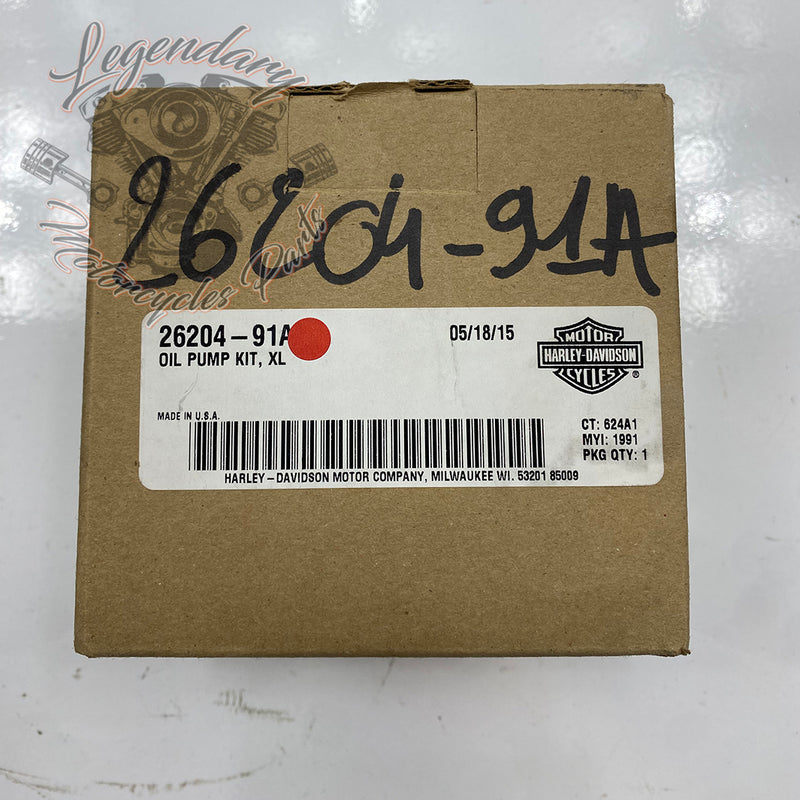 Legendary
Motorcycles Parts
26204-91A
26204-91A
05/18/15
OIL PUMP KIT, XL
MOTOR
HARLEY-DAVIDSON
CYCLES
®
MADE IN U.S.A.
CT: 624A1
MYI: 1991
PKG QTY: 1
HARLEY-DAVIDSON MOTOR COMPANY, MILWAUKEE WI. 53201 85009